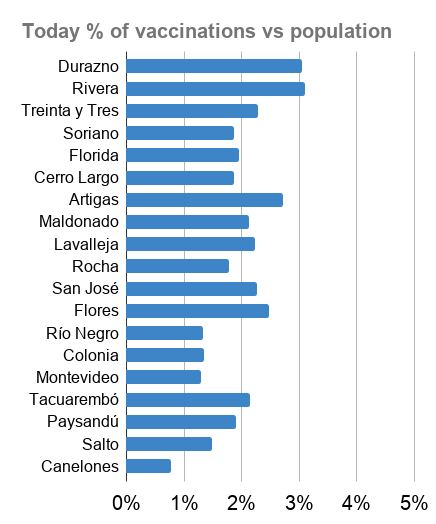 Today % of vaccinations vs population
Durazno
Rivera
Treinta y Tres
Soriano
Florida
Cerro Largo
Artigas
Maldonado
Lavalleja
Rocha
San José
Flores
Río Negro
Colonia
Montevideo
Tacuarembó
Paysandú
Salto
Canelones
0% 1% 2% 3% 4% 5%